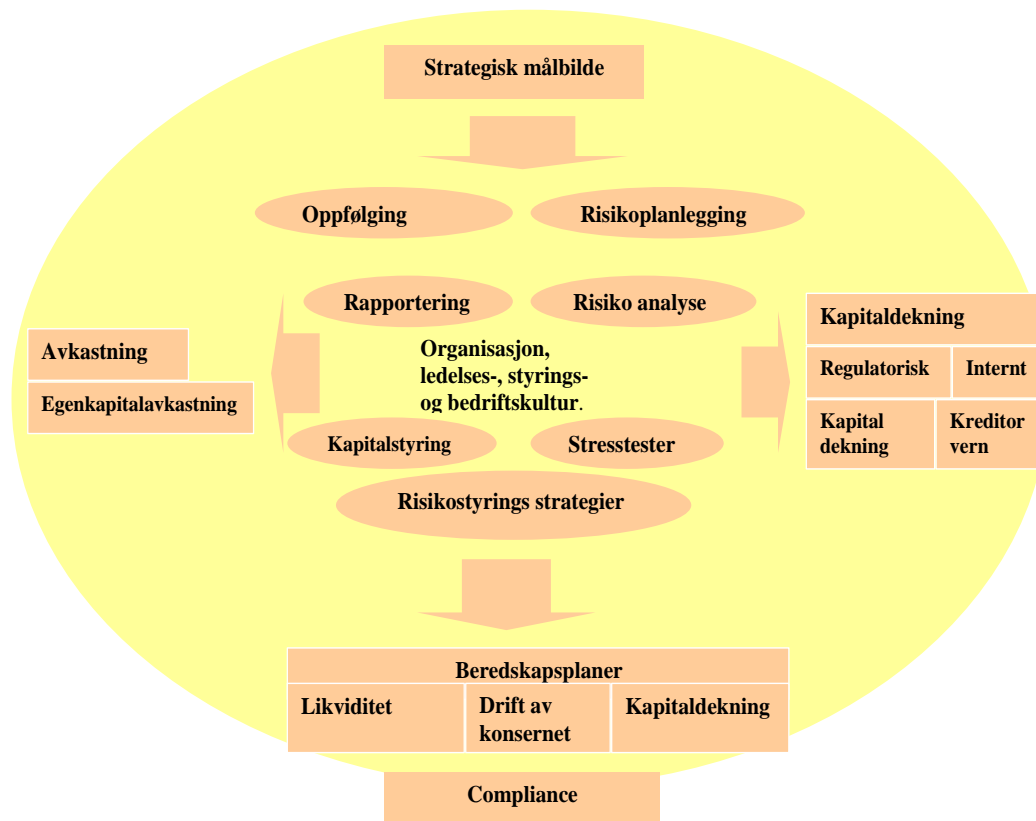 Strategisk målbilde
Oppfølging
Risikoplanlegging
Rapportering
Risiko analyse
Organisasjon,
ledelses-, styrings-
og bedriftskultur.
Avkastning
Egenkapitalavkastning
Kapitaldekning
Regulatorisk
Internt
Kapital
dekning
Kreditor
vern
Kapitalstyring
Stresstester
Risikostyrings strategier
Beredskapsplaner
Likviditet
Drift av
konsernet
Kapitaldekning
Compliance